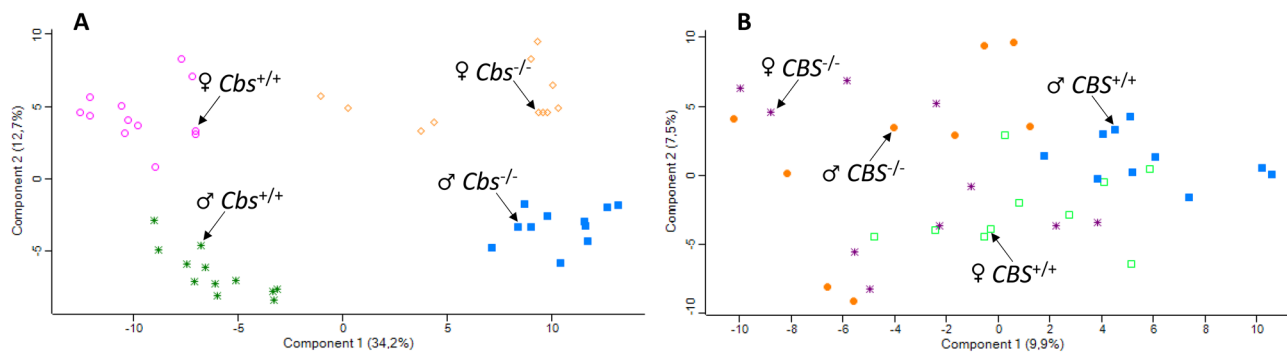 A
10
5
0
-5
Component 2 (12,7%)
-10
-5
0
5
10
Component 1 (34,2%)
♀ Cbs+/+
♀ Cbs-/-
♂ Cbs+/+
♂ Cbs-/-
B
10
5
0
-5
-10
Component 2 (7,5%)
-10
-8
-6
-4
-2
0
2
4
6
8
10
Component 1 (9,9%)
♀ CBS-/-
♂ CBS+/+
♂ CBS-/-
♀ CBS+/+